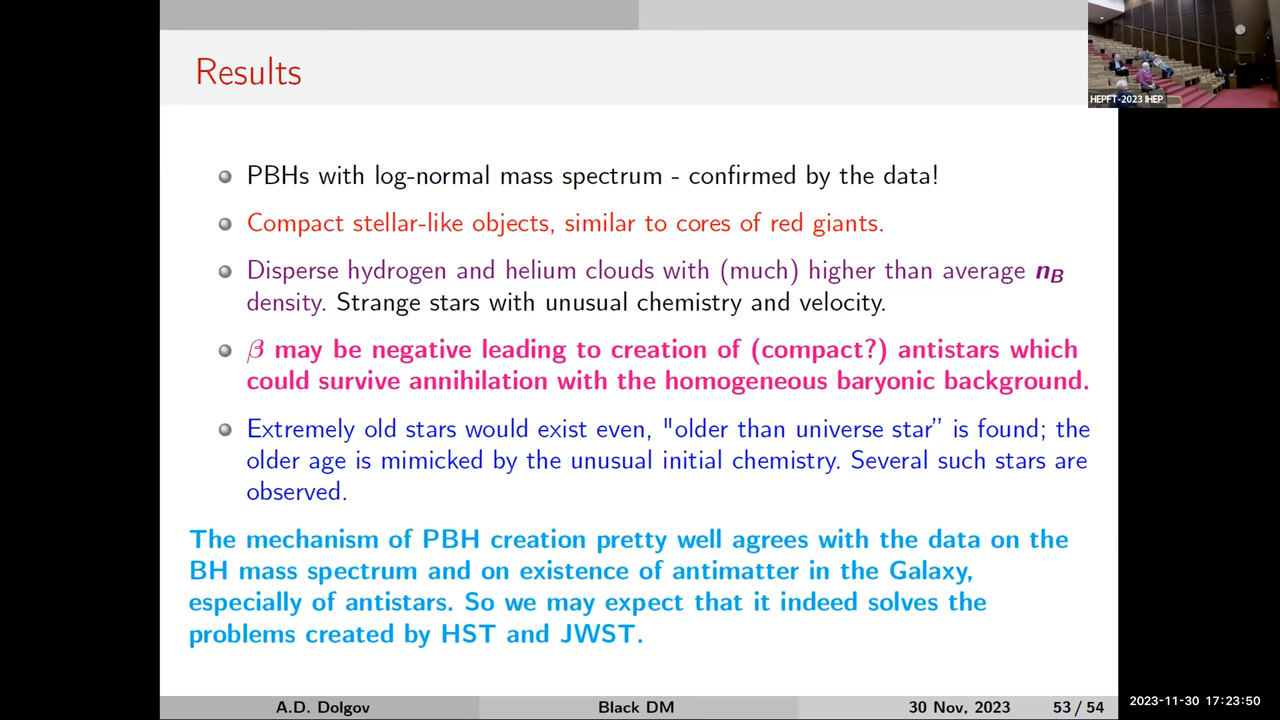 Results
HEPFT-2023 IHEP
PBHs with log-normal mass spectrum - confirmed by the data!
Compact stellar-like objects, similar to cores of red giants.
Disperse hydrogen and helium clouds with (much) higher than average n_B
density. Strange stars with unusual chemistry and velocity.
β may be negative leading to creation of (compact?) antistars which
could survive annihilation with the homogeneous baryonic background.
Extremely old stars would exist even, "older than universe star” is found; the
older age is mimicked by the unusual initial chemistry. Several such stars are
observed.
The mechanism of PBH creation pretty well agrees with the data on the
BH mass spectrum and on existence of antimatter in the Galaxy,
especially of antistars. So we may expect that it indeed solves the
problems created by HST and JWST.
A.D. Dolgov
Black DM
30 Nov, 2023
53 / 54
2023-11-30 17:23:50